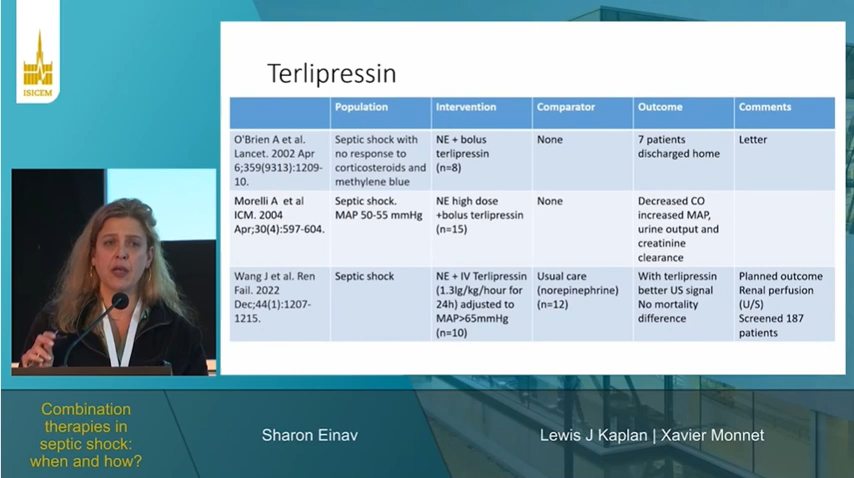 ISICEM
Terlipressin
Population
Intervention
Comparator
Outcome
Comments
O'Brien A et al.
Lancet. 2002 Apr
6;359(9313):1209-
10.
Septic shock with
no response to
corticosteroids and
methylene blue
NE + bolus
terlipressin
(n=8)
None
7 patients
discharged home
Letter
Morelli A et al
ICM. 2004
Apr;30(4):597-604.
Septic shock.
MAP 50-55 mmHg
NE high dose
+bolus terlipressin
(n=15)
None
Decreased CO
increased MAP,
urine output and
creatinine
clearance
Wang J et al. Ren
Fail. 2022
Dec;44(1):1207-
1215.
Septic shock
NE + IV Terlipressin
(1.3lg/kg/hour for
24h) adjusted to
MAP>65mmHg
(n=10)
Usual care
(norepinephrine)
(n=12)
With terlipressin
better US signal
No mortality
difference
Planned outcome
Renal perfusion
(U/S)
Screened 187
patients
Combination
therapies in
septic shock:
when and how?
Sharon Einav
Lewis J Kaplan | Xavier Monnet